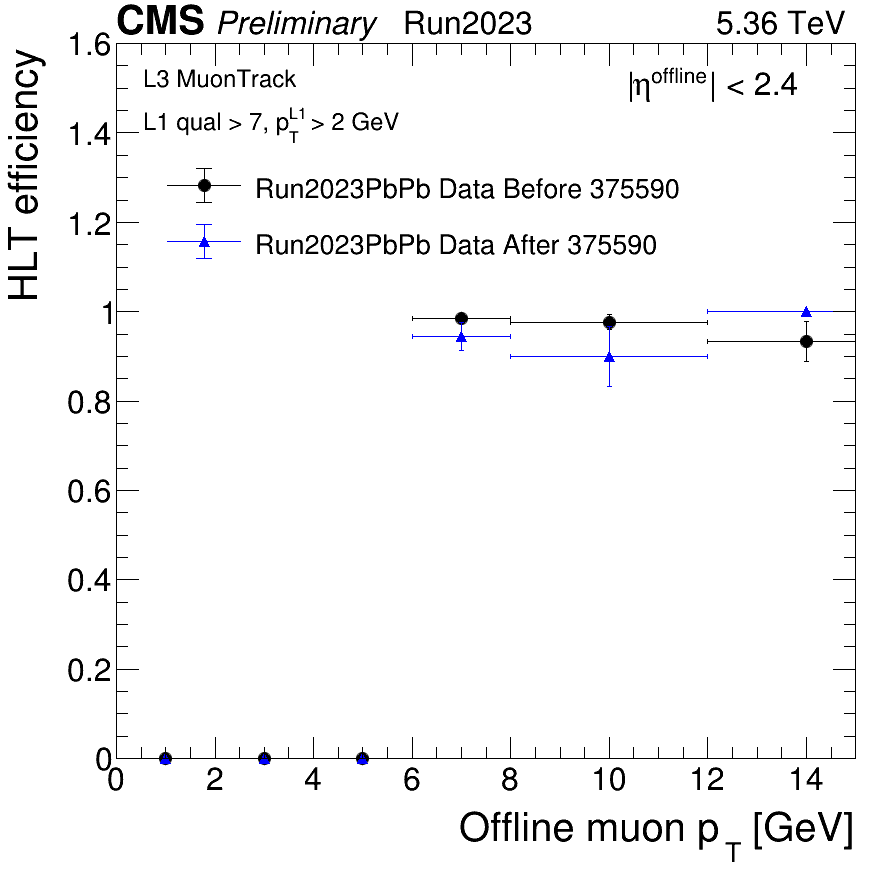 CMS Preliminary Run2023 5.36 TeV
L3 MuonTrack
|η^offline| < 2.4
L1 qual > 7, p_T^L1 > 2 GeV
Run2023PbPb Data Before 375590
Run2023PbPb Data After 375590
HLT efficiency
1.6
1.4
1.2
1
0.8
0.6
0.4
0.2
0
0 2 4 6 8 10 12 14
Offline muon p_T [GeV]